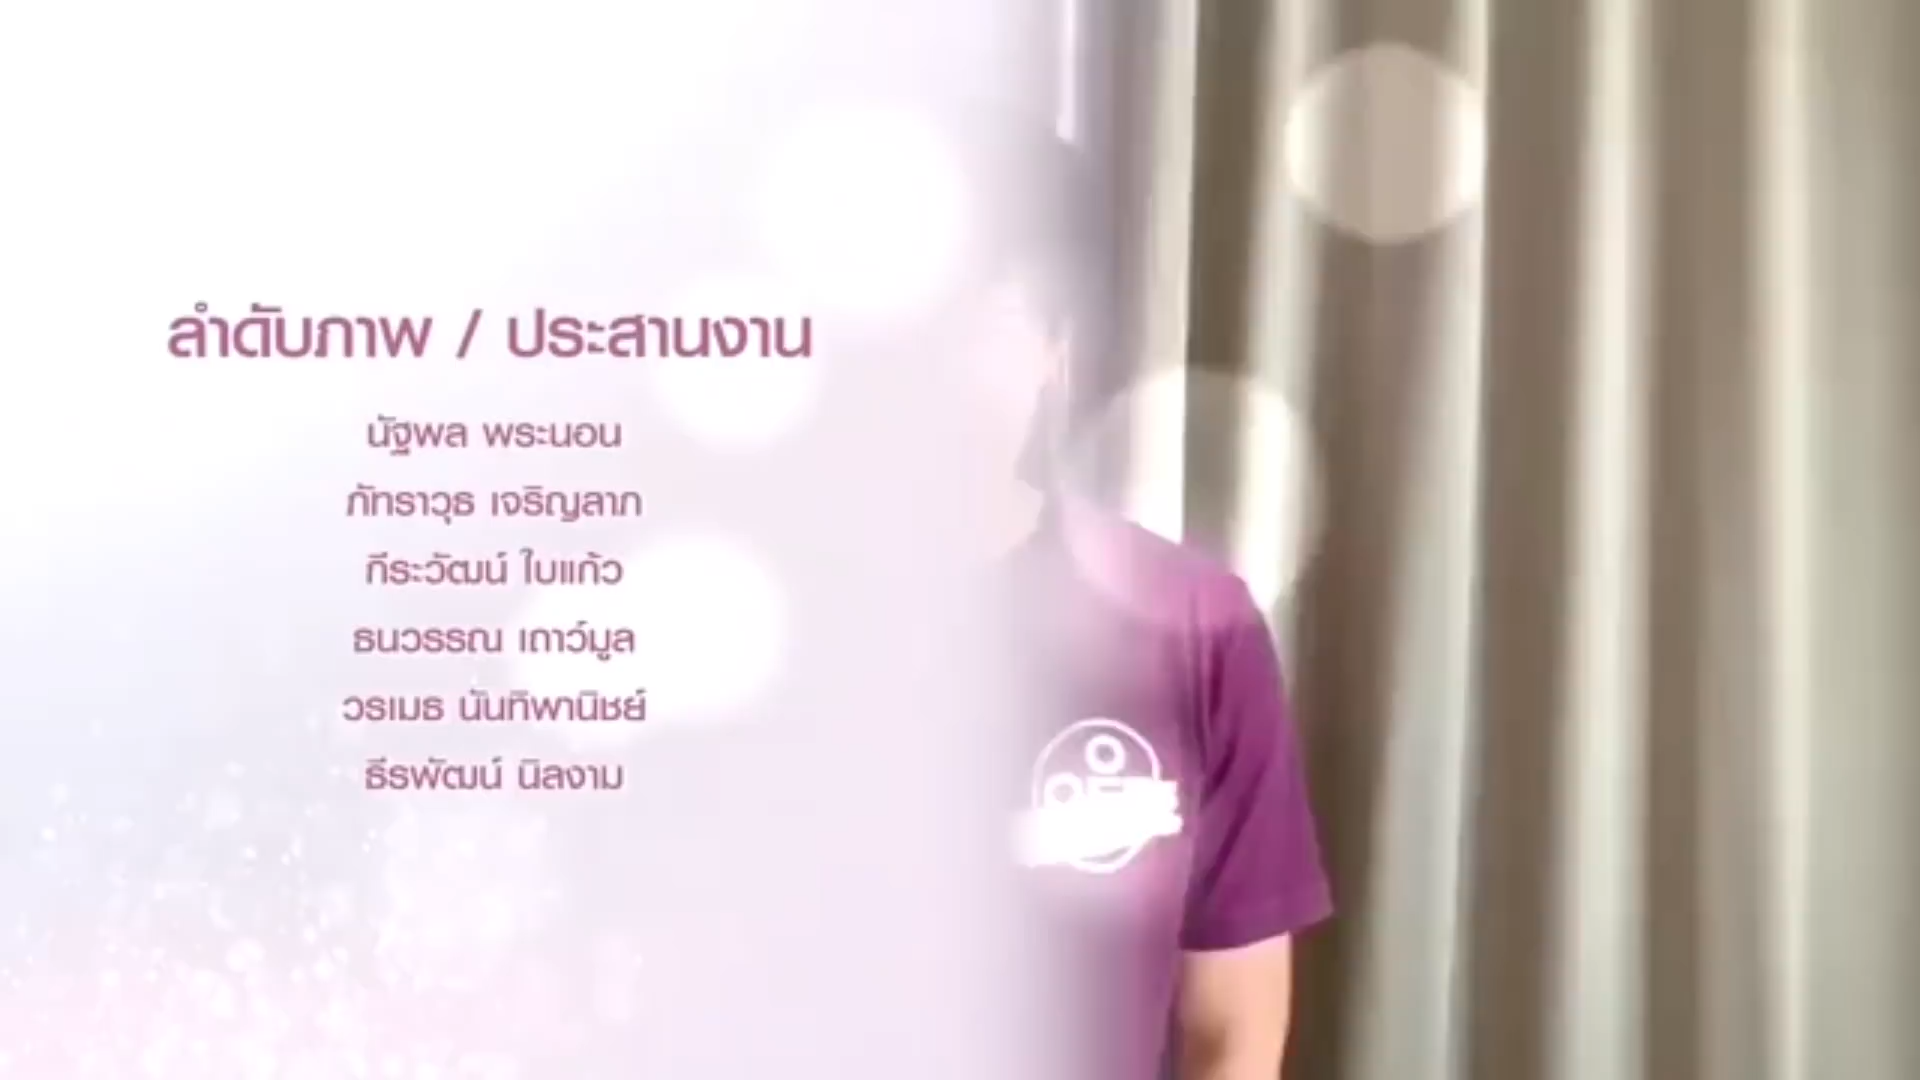 ลำดับภาพ / ประสานงาน
นัฐพล พระนอน
ภัทราวุธ เจริญลาภ
กีระวัฒน์ ใบแก้ว
ธนวรรณ เถาว์มูล
วรเมธ นันทิพานิชย์
ธีรพัฒน์ นิลงาม